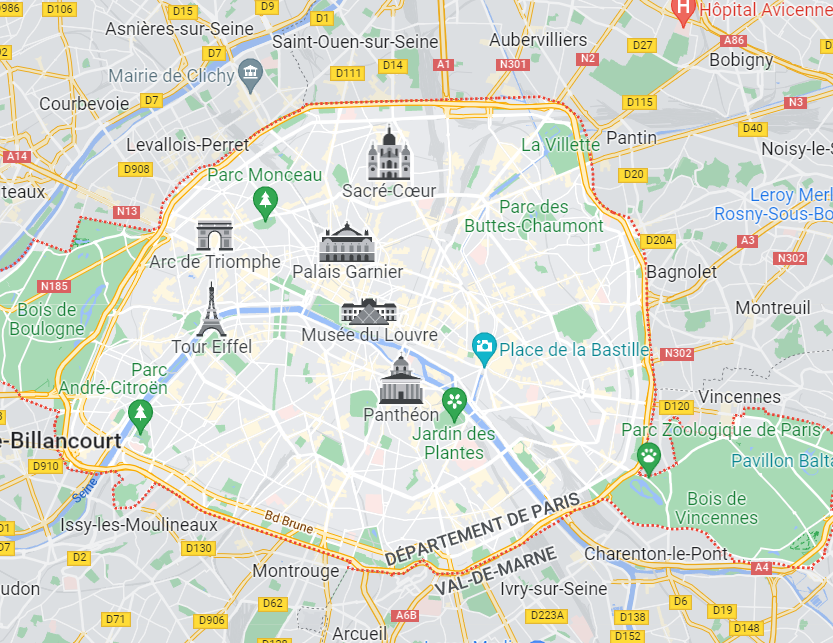 986
D106
D15
D9
D1
Asnières-sur-Seine
Hôpital Avicenne
Saint-Ouen-sur-Seine
Aubervilliers
D27
A86
D7
N2
Bobigny
Mairie de Clichy
D111
D14
A1
N301
Courbevoie
D7
D115
N3
Levallois-Perret
La Villette
Pantin
D40
Noisy-le-S
A14
D908
Parc Monceau
Sacré-Cœur
D20
teaux
N13
Parc des
Buttes-Chaumont
Leroy Merl
Rosny-Sous-Bo
D20A
A3
N302
Arc de Triomphe
Palais Garnier
Bagnolet
N185
Bois de
Boulogne
Montreuil
Musée du Louvre
Tour Eiffel
Place de la Bastille
N302
Parc
André-Citroën
Panthéon
Vincennes
D120
Jardin des
Plantes
Parc Zoologique de Paris
e-Billancourt
D910
Pavillon Balta
Seine
Bois de
Vincennes
Issy-les-Moulineaux
Bd Brune
DÉPARTEMENT DE PARIS
VAL-DE-MARNE
D1
D7
D2
D130
Charenton-le-Pont
A4
Montrouge
udon
Ivry-sur-Seine
D62
D71
D906
A6B
D223A
D6
D19
D138
D148
Arcueil
D152